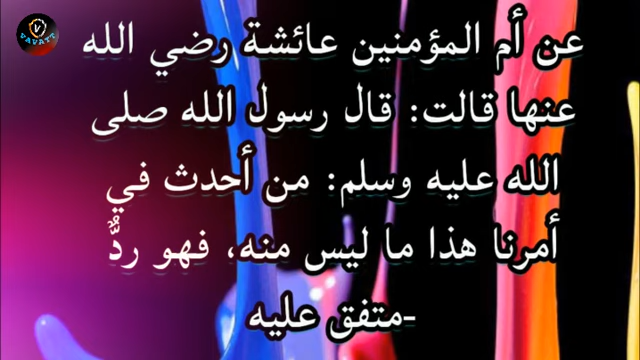 VAVATT
عن أم المؤمنين عائشة رضي الله
عنها قالت: قال رسول الله صلى
الله عليه وسلم: من أحدث في
أمرنا هذا ما ليس منه، فهو ردٌّ
-متفق عليه